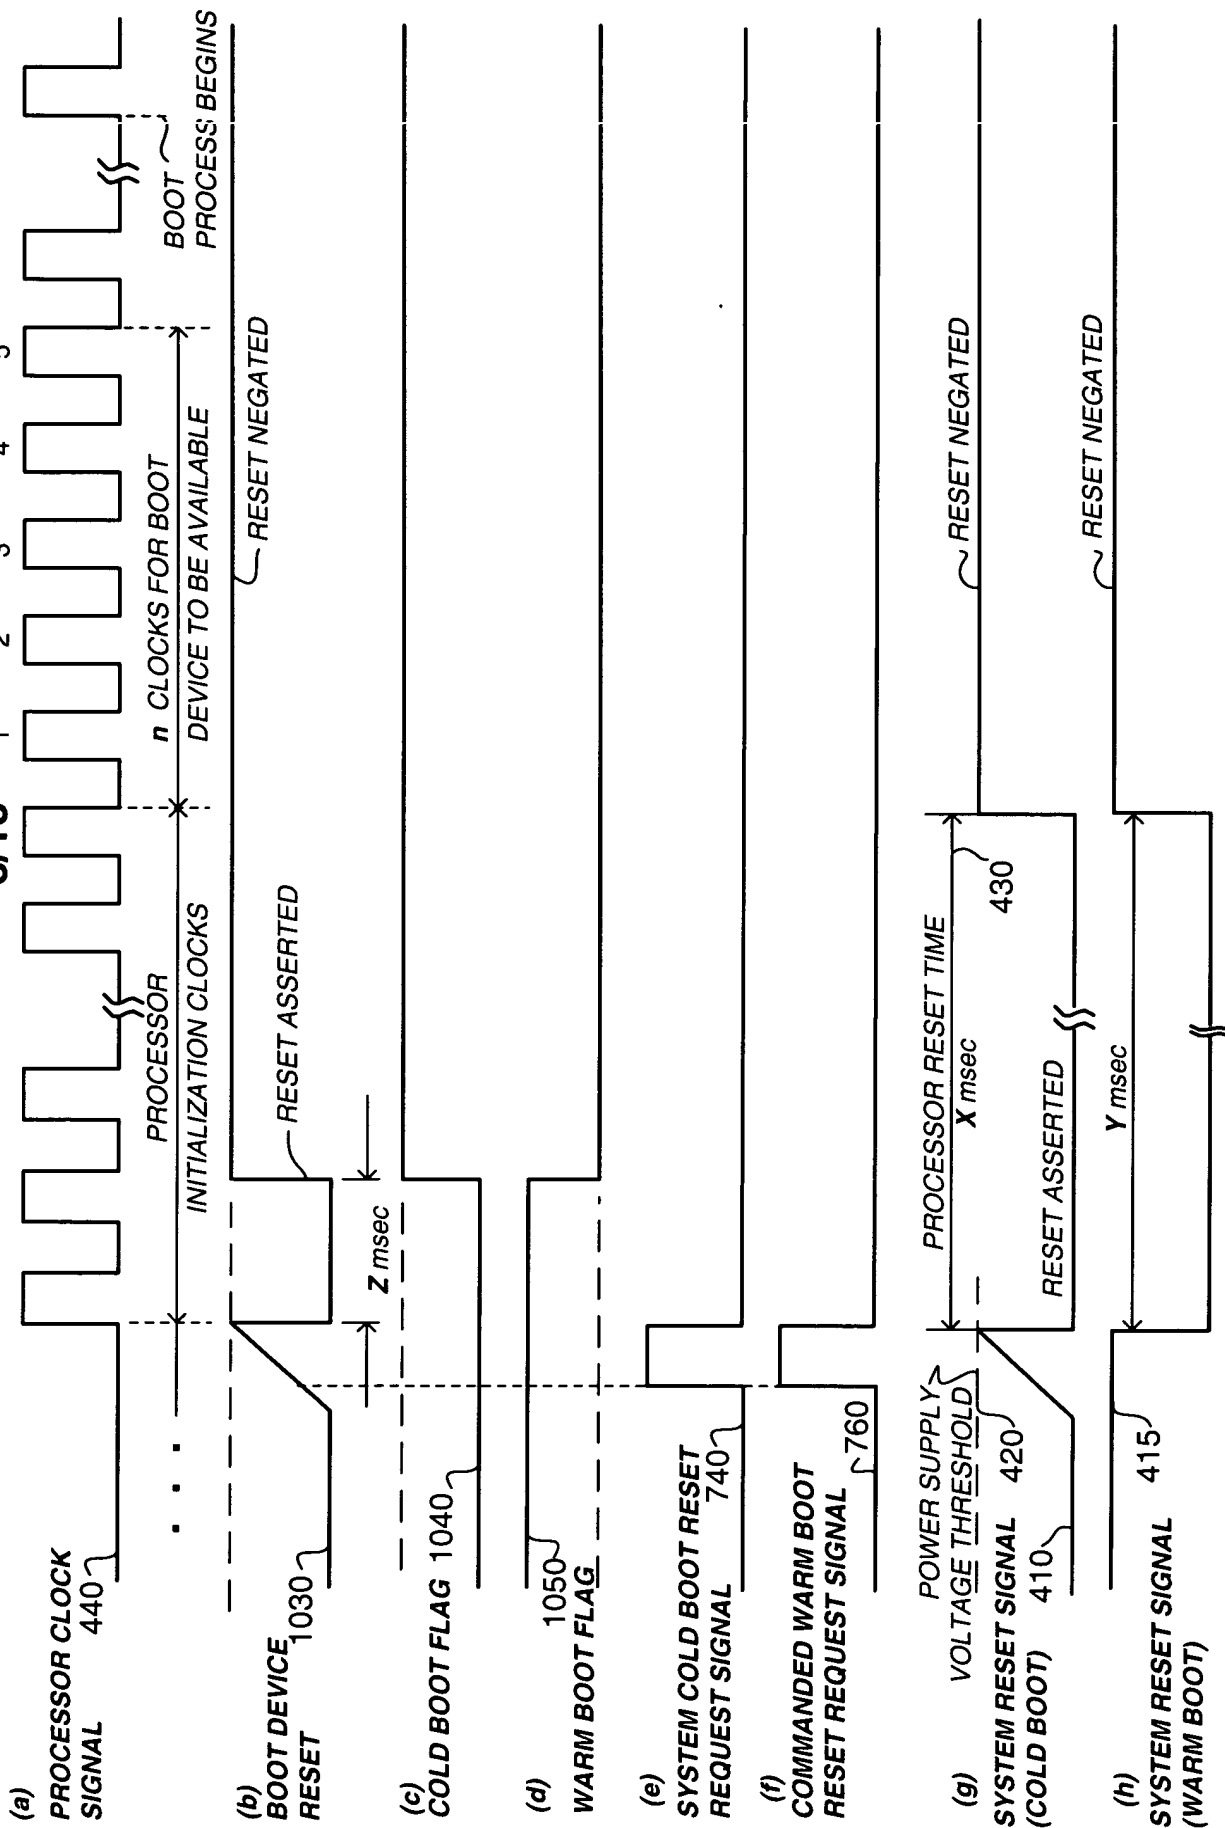 (a)
PROCESSOR CLOCK
SIGNAL 440
PROCESSOR
INITIALIZATION CLOCKS
1 2 3 4 5
n CLOCKS FOR BOOT
DEVICE TO BE AVAILABLE
BOOT
PROCESS BEGINS
(b)
BOOT DEVICE
RESET 1030
RESET ASSERTED
RESET NEGATED
Z msec
(c)
COLD BOOT FLAG 1040
(d)
1050
WARM BOOT FLAG
(e)
SYSTEM COLD BOOT RESET
REQUEST SIGNAL 740
(f)
COMMANDED WARM BOOT
RESET REQUEST SIGNAL 760
POWER SUPPLY
VOLTAGE THRESHOLD
(g)
SYSTEM RESET SIGNAL 420
(COLD BOOT) 410
PROCESSOR RESET TIME
X msec
430
RESET ASSERTED
RESET NEGATED
(h)
SYSTEM RESET SIGNAL 415
(WARM BOOT)
Y msec
RESET NEGATED